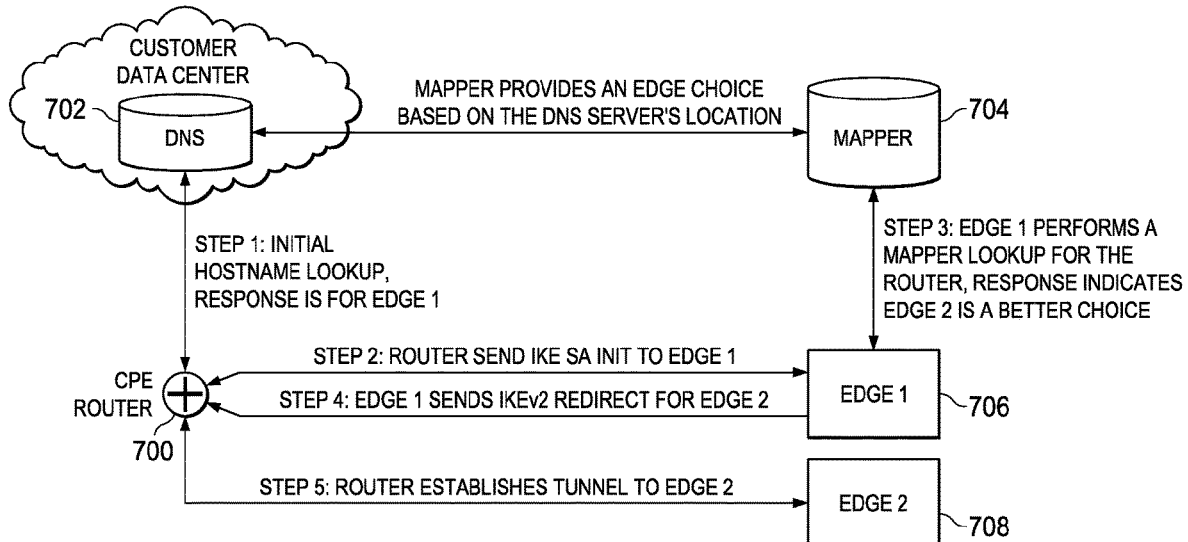 CUSTOMER
DATA CENTER
702
DNS
MAPPER PROVIDES AN EDGE CHOICE
BASED ON THE DNS SERVER'S LOCATION
704
MAPPER
STEP 1: INITIAL
HOSTNAME LOOKUP,
RESPONSE IS FOR EDGE 1
STEP 3: EDGE 1 PERFORMS A
MAPPER LOOKUP FOR THE
ROUTER, RESPONSE INDICATES
EDGE 2 IS A BETTER CHOICE
STEP 2: ROUTER SEND IKE SA INIT TO EDGE 1
CPE
ROUTER
700
STEP 4: EDGE 1 SENDS IKEv2 REDIRECT FOR EDGE 2
EDGE 1
706
STEP 5: ROUTER ESTABLISHES TUNNEL TO EDGE 2
EDGE 2
708